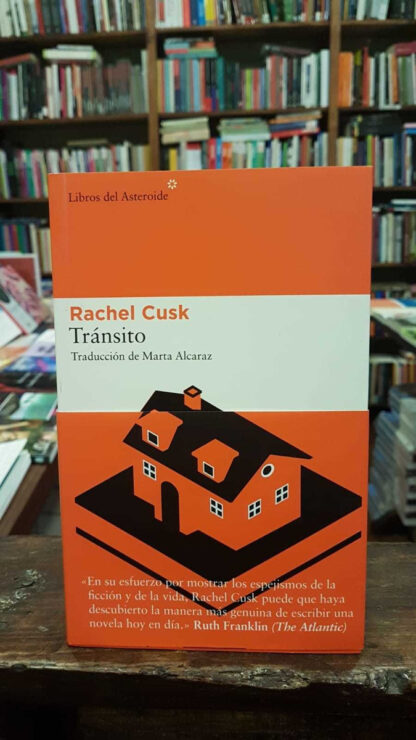 Libros del Asteroide
Rachel Cusk
Tránsito
Traducción de Marta Alcaraz
«En su esfuerzo por mostrar los espejismos de la
ficción y de la vida, Rachel Cusk puede que haya
descubierto la manera más genuina de escribir una
novela hoy en día.» Ruth Franklin (The Atlantic)